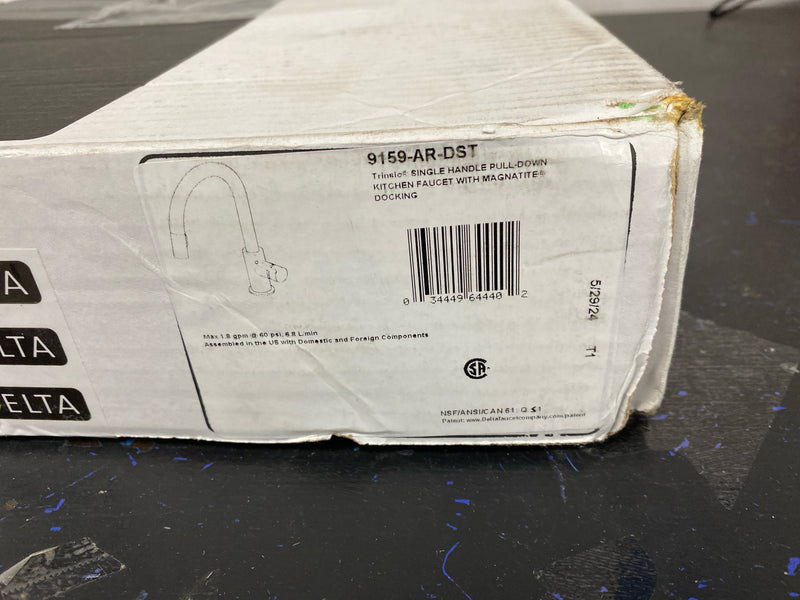 9159-AR-DST
Trinsic® SINGLE HANDLE PULL-DOWN
KITCHEN FAUCET WITH MAGNATITE®
DOCKING
0 34449 64440 2
5/29/24 T1
Max 1.8 gpm @ 60 psi, 6.8 L/min
Assembled in the US with Domestic and Foreign Components
SA
NSF/ANSI/CAN 61: Q ≤ 1
Patent: www.Deltafaucetcompany.com/patent
A
LTA
DELTA